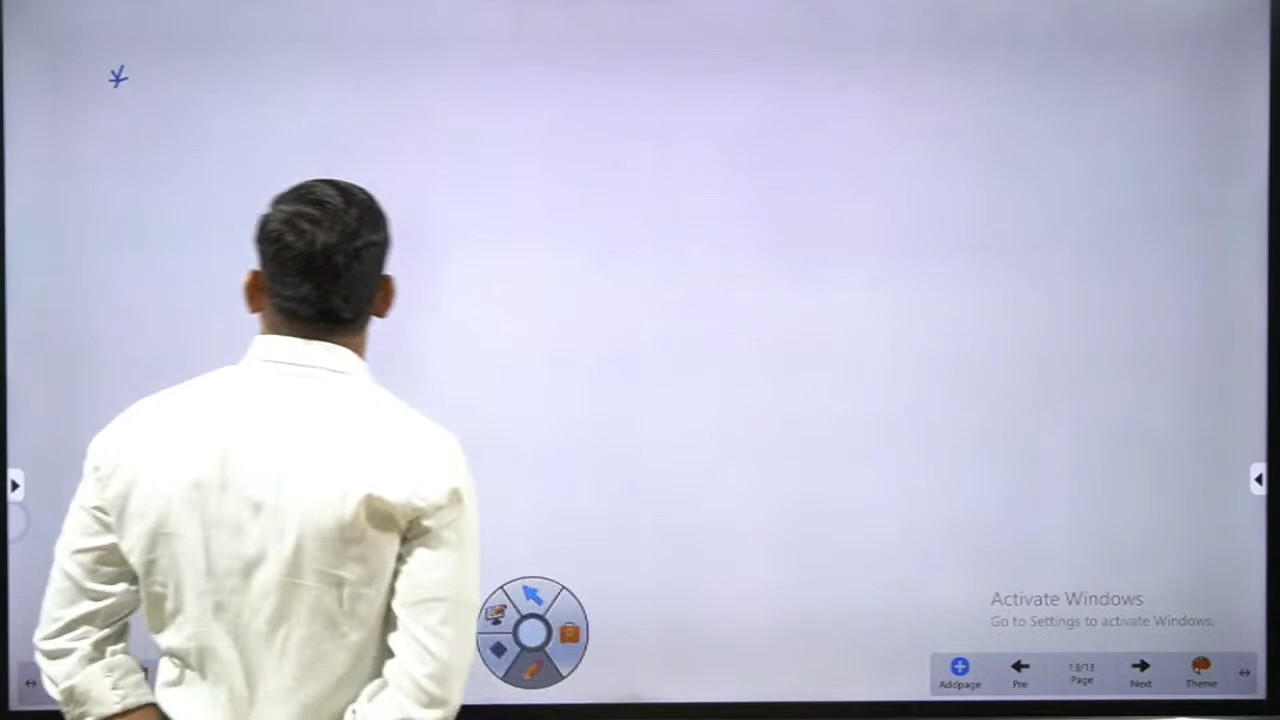 Activate Windows
Go to Settings to activate Windows.
Addpage
Pre
13/13
Page
Next
Theme